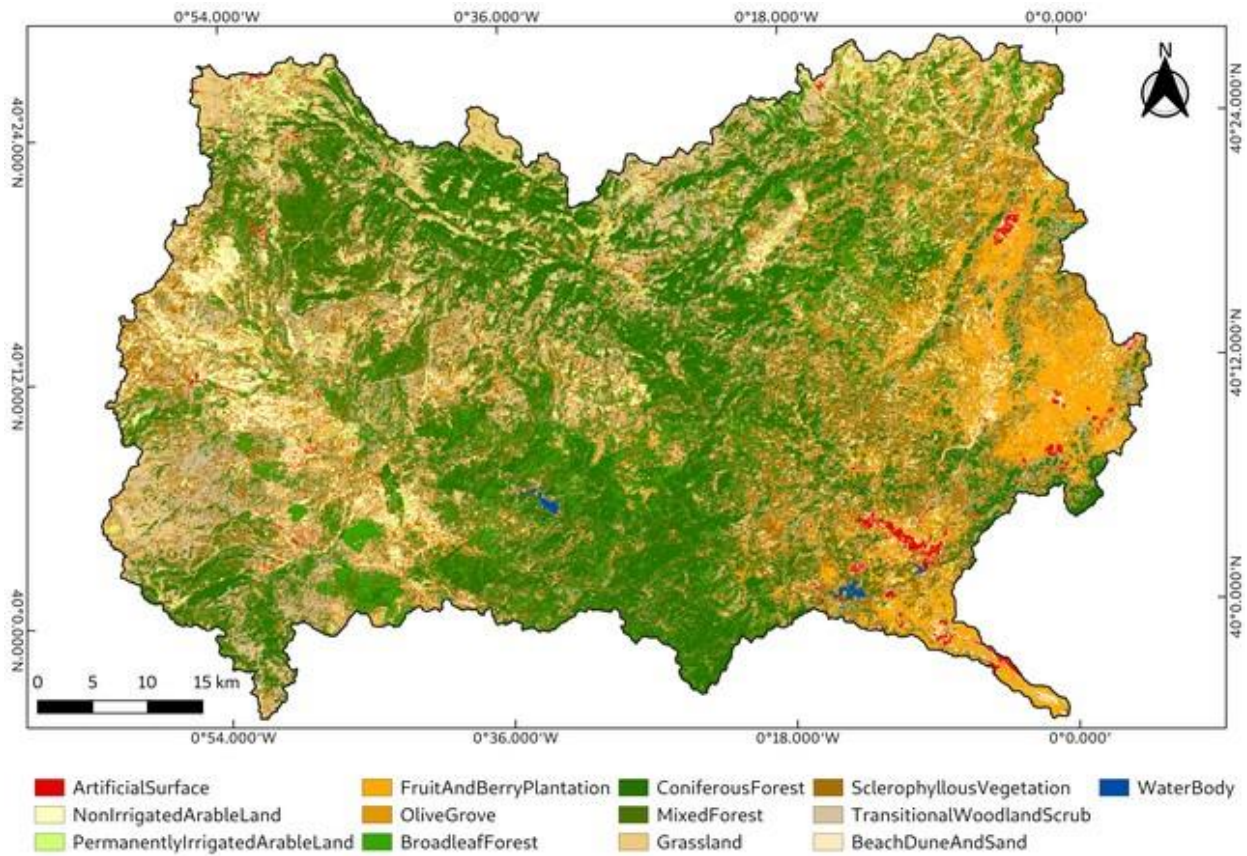 0°54.000'W 0°36.000'W 0°18.000'W 0°0.000'
N
40°24.000'N 40°24.000'N
40°12.000'N 40°12.000'N
40°0.000'N 40°0.000'N
0 5 10 15 km
0°54.000'W 0°36.000'W 0°18.000'W 0°0.000'
ArtificialSurface FruitAndBerryPlantation ConiferousForest SclerophyllousVegetation WaterBody
NonIrrigatedArableLand OliveGrove MixedForest TransitionalWoodlandScrub
PermanentlyIrrigatedArableLand BroadleafForest Grassland BeachDuneAndSand